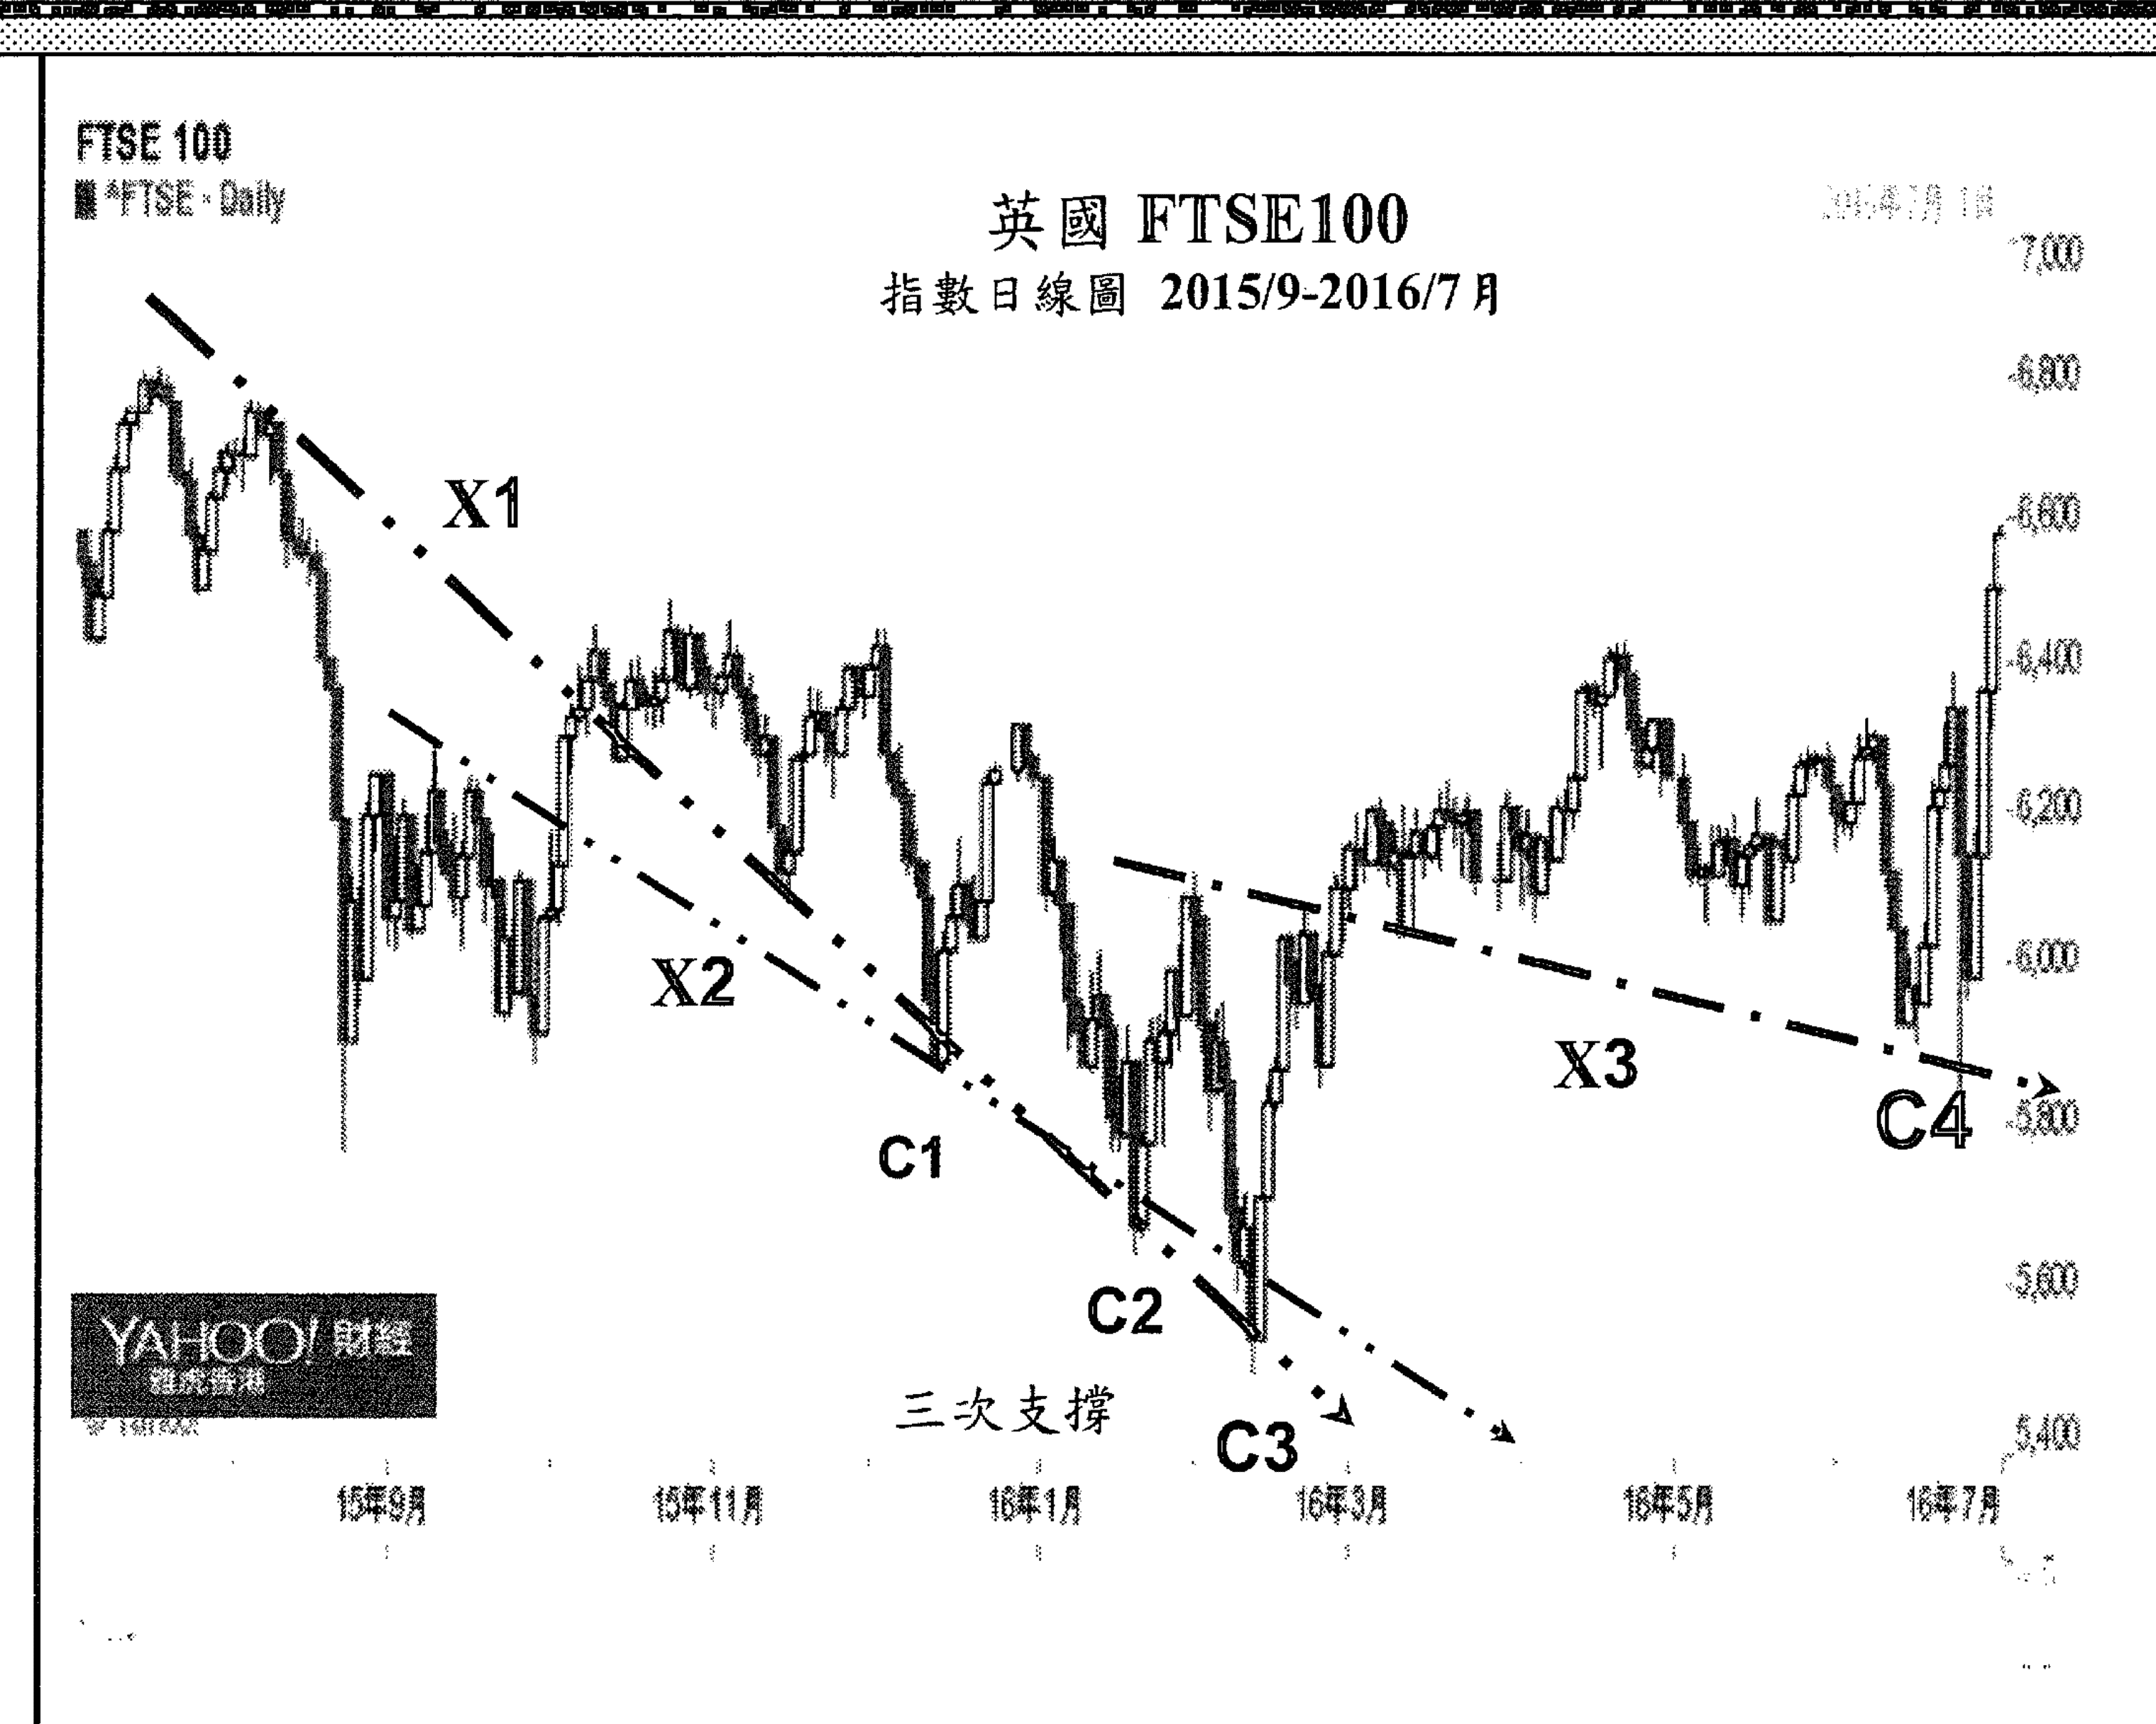 FTSE 100
^FTSE - Daily
英國 FTSE100
指數日線圖 2015/9-2016/7月
7,000
6,800
X1
6,600
6,400
6,200
X2
6,000
X3
C4
5,800
C1
5,600
C2
YAHOO! 財經
雅虎香港
三次支撐
C3
5,400
15年9月 15年11月 16年1月 16年3月 16年5月 16年7月